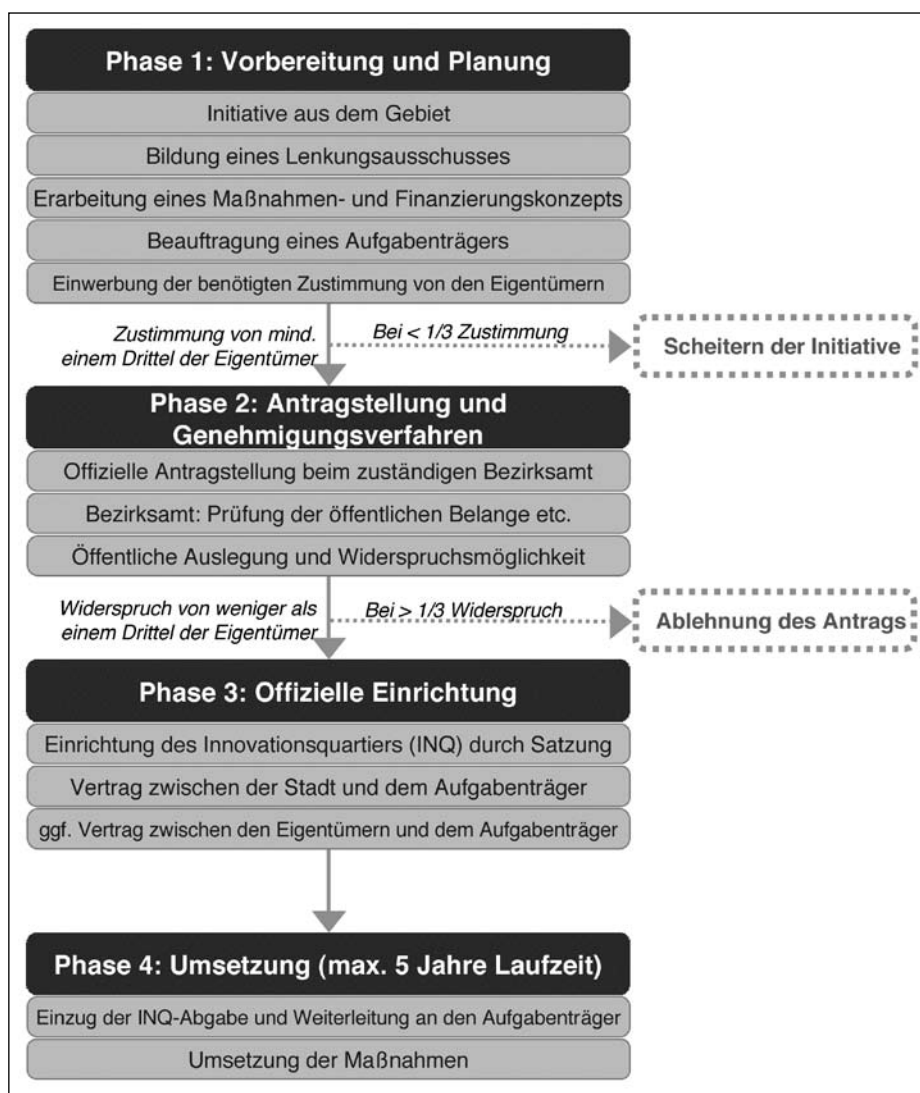 Phase 1: Vorbereitung und Planung
Initiative aus dem Gebiet
Bildung eines Lenkungsausschusses
Erarbeitung eines Maßnahmen- und Finanzierungskonzepts
Beauftragung eines Aufgabenträgers
Einwerbung der benötigten Zustimmung von den Eigentümern
Zustimmung von mind.
einem Drittel der Eigentümer
Bei < 1/3 Zustimmung
Scheitern der Initiative
Phase 2: Antragstellung und
Genehmigungsverfahren
Offizielle Antragstellung beim zuständigen Bezirksamt
Bezirksamt: Prüfung der öffentlichen Belange etc.
Öffentliche Auslegung und Widerspruchsmöglichkeit
Widerspruch von weniger als
einem Drittel der Eigentümer
Bei > 1/3 Widerspruch
Ablehnung des Antrags
Phase 3: Offizielle Einrichtung
Einrichtung des Innovationsquartiers (INQ) durch Satzung
Vertrag zwischen der Stadt und dem Aufgabenträger
ggf. Vertrag zwischen den Eigentümern und dem Aufgabenträger
Phase 4: Umsetzung (max. 5 Jahre Laufzeit)
Einzug der INQ-Abgabe und Weiterleitung an den Aufgabenträger
Umsetzung der Maßnahmen